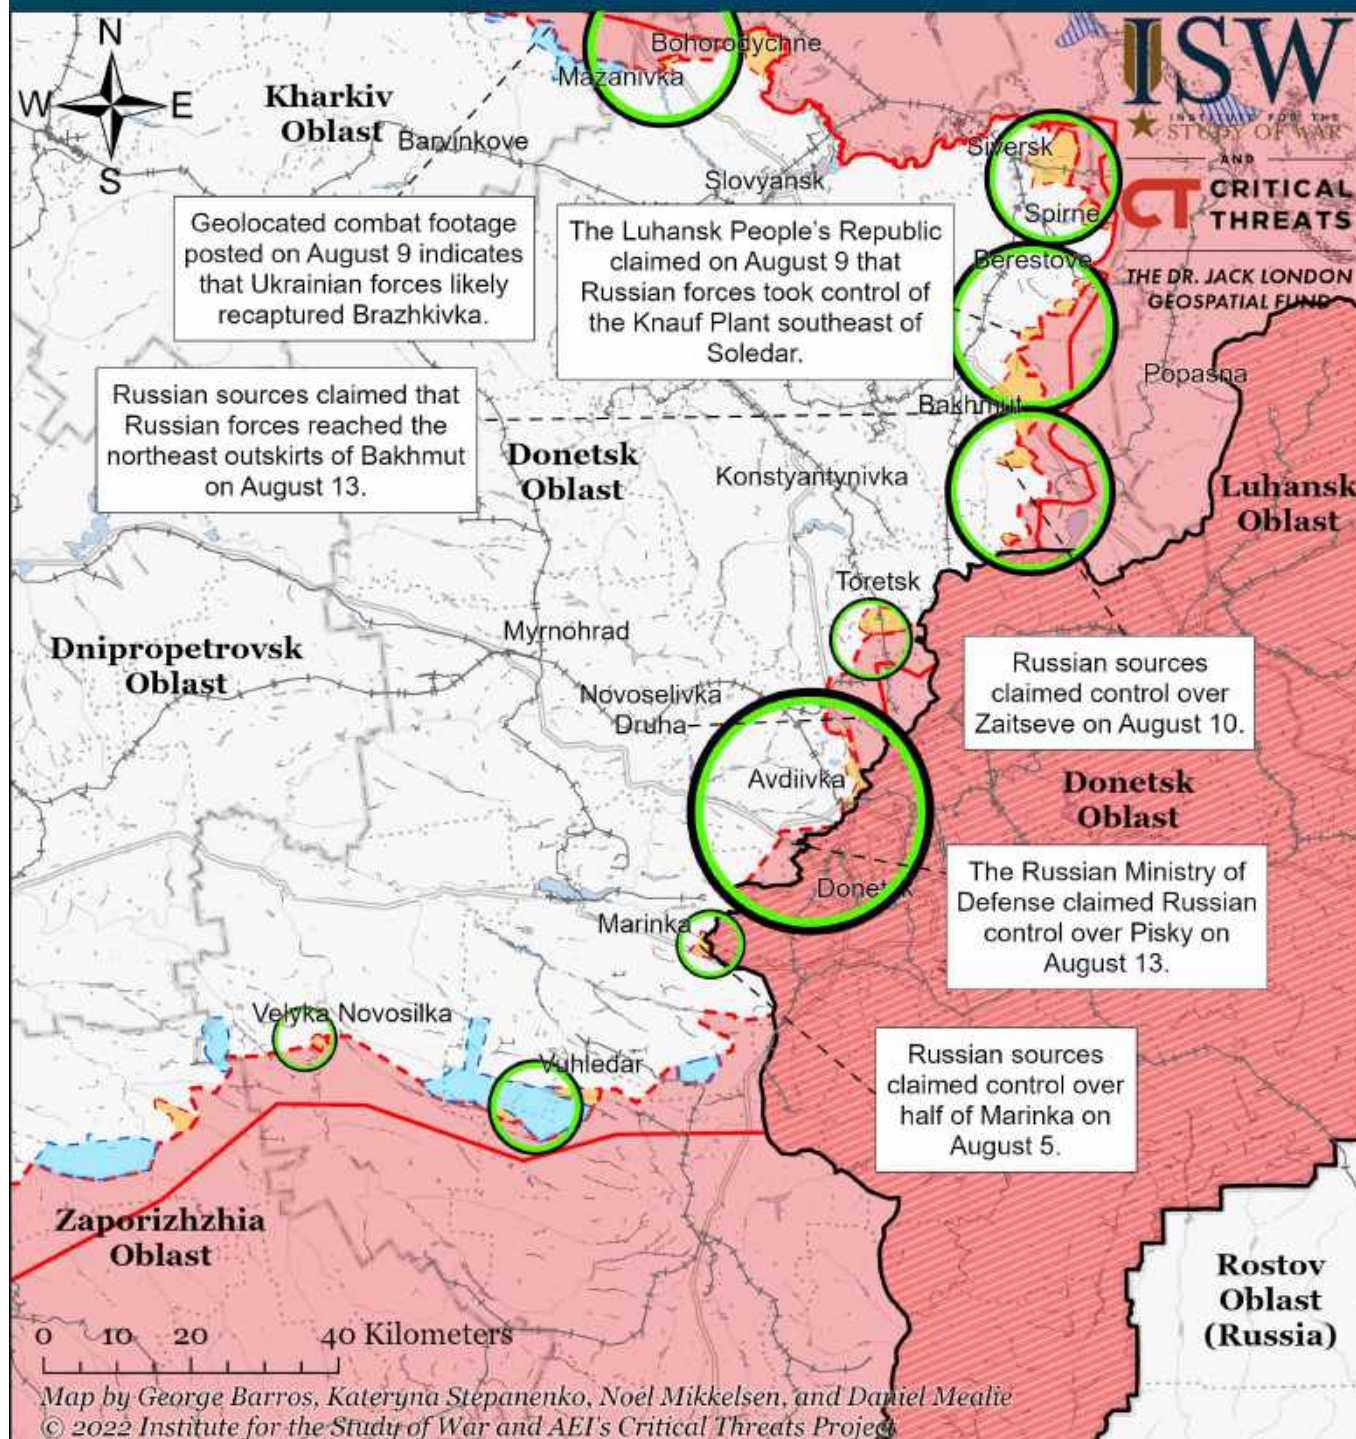 N
W
E
S
Kharkiv
Oblast
Bohorodychne
Mazanivka
Barvinkove
Slovyansk
Siversk
Spirne
Berestove
ISW
INSTITUTE FOR THE
STUDY OF WAR
AND
CT CRITICAL
THREATS
THE DR. JACK LONDON
GEOSPATIAL FUND
Geolocated combat footage
posted on August 9 indicates
that Ukrainian forces likely
recaptured Brazhkivka.
The Luhansk People's Republic
claimed on August 9 that
Russian forces took control of
the Knauf Plant southeast of
Soledar.
Russian sources claimed that
Russian forces reached the
northeast outskirts of Bakhmut
on August 13.
Popasna
Bakhmut
Donetsk
Oblast
Konstyantynivka
Luhansk
Oblast
Toretsk
Myrnohrad
Dnipropetrovsk
Oblast
Novoselivka
Druha
Russian sources
claimed control over
Zaitseve on August 10.
Avdiivka
Donetsk
Oblast
Donetsk
The Russian Ministry of
Defense claimed Russian
control over Pisky on
August 13.
Marinka
Velyka Novosilka
Vuhledar
Russian sources
claimed control over
half of Marinka on
August 5.
Zaporizhzhia
Oblast
Rostov
Oblast
(Russia)
0 10 20 40 Kilometers
Map by George Barros, Kateryna Stepanenko, Noel Mikkelsen, and Daniel Mealie
© 2022 Institute for the Study of War and AEI's Critical Threats Project